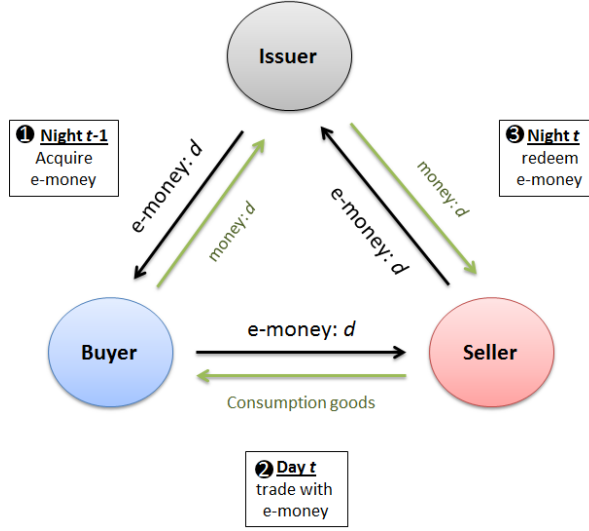 Issuer
❶ Night t-1
Acquire
e-money
❸ Night t
redeem
e-money
e-money: d
money: d
e-money: d
money: d
Buyer
e-money: d
Seller
Consumption goods
❷ Day t
trade with
e-money